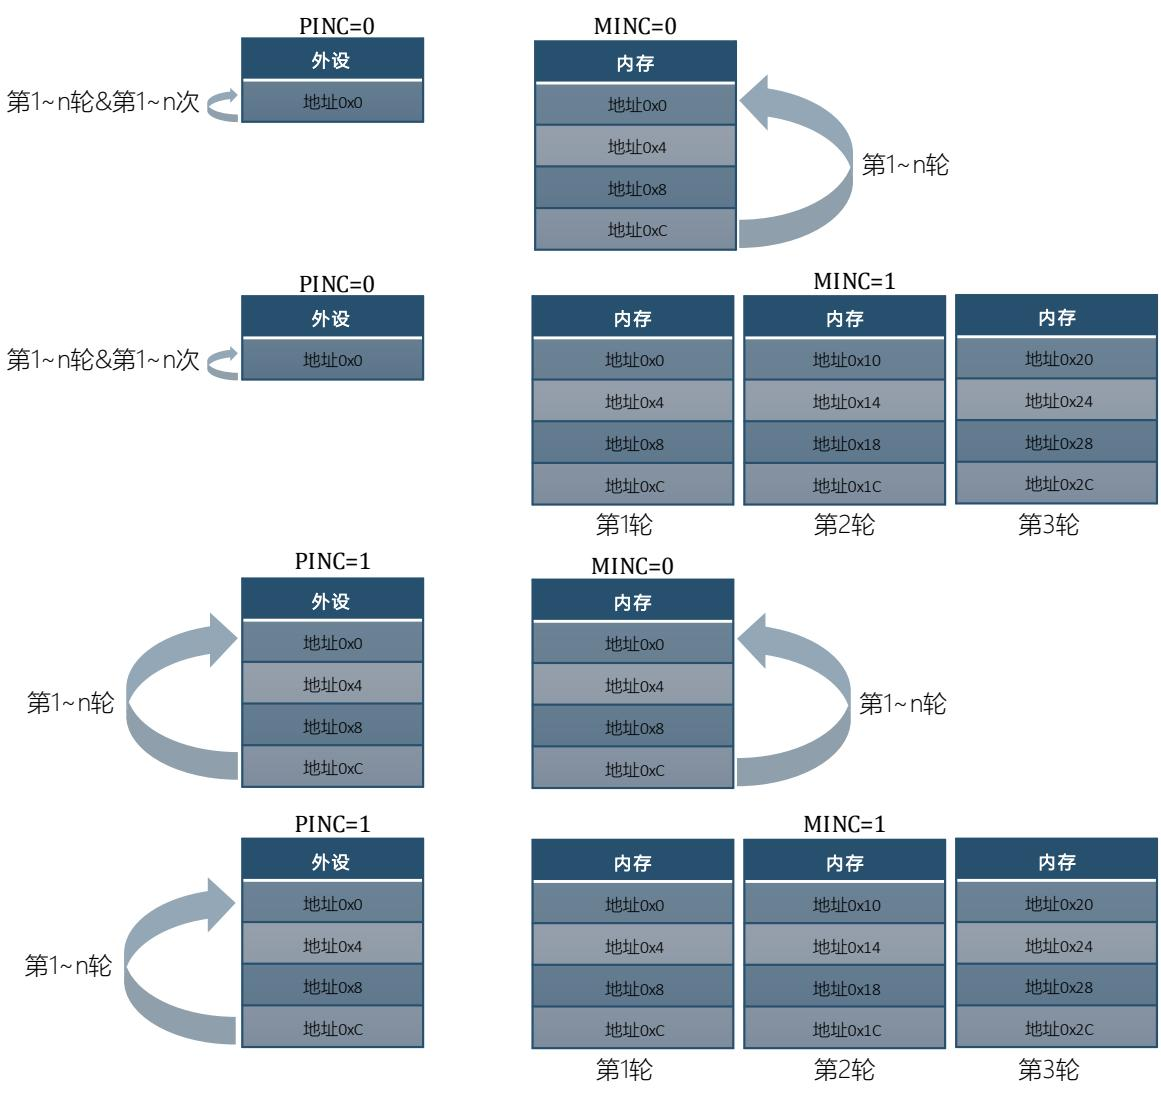 PINC=0
MINC=0
外设
内存
第1~n轮&第1~n次
地址0x0
地址0x0
地址0x4
地址0x8
地址0xC
第1~n轮
PINC=0
MINC=1
外设
内存
内存
内存
第1~n轮&第1~n次
地址0x0
地址0x0
地址0x10
地址0x20
地址0x4
地址0x14
地址0x24
地址0x8
地址0x18
地址0x28
地址0xC
地址0x1C
地址0x2C
第1轮
第2轮
第3轮
PINC=1
MINC=0
外设
内存
地址0x0
地址0x0
地址0x4
地址0x4
第1~n轮
第1~n轮
地址0x8
地址0x8
地址0xC
地址0xC
PINC=1
MINC=1
外设
内存
内存
内存
地址0x0
地址0x0
地址0x10
地址0x20
地址0x4
地址0x4
地址0x14
地址0x24
第1~n轮
地址0x8
地址0x8
地址0x18
地址0x28
地址0xC
地址0xC
地址0x1C
地址0x2C
第1轮
第2轮
第3轮